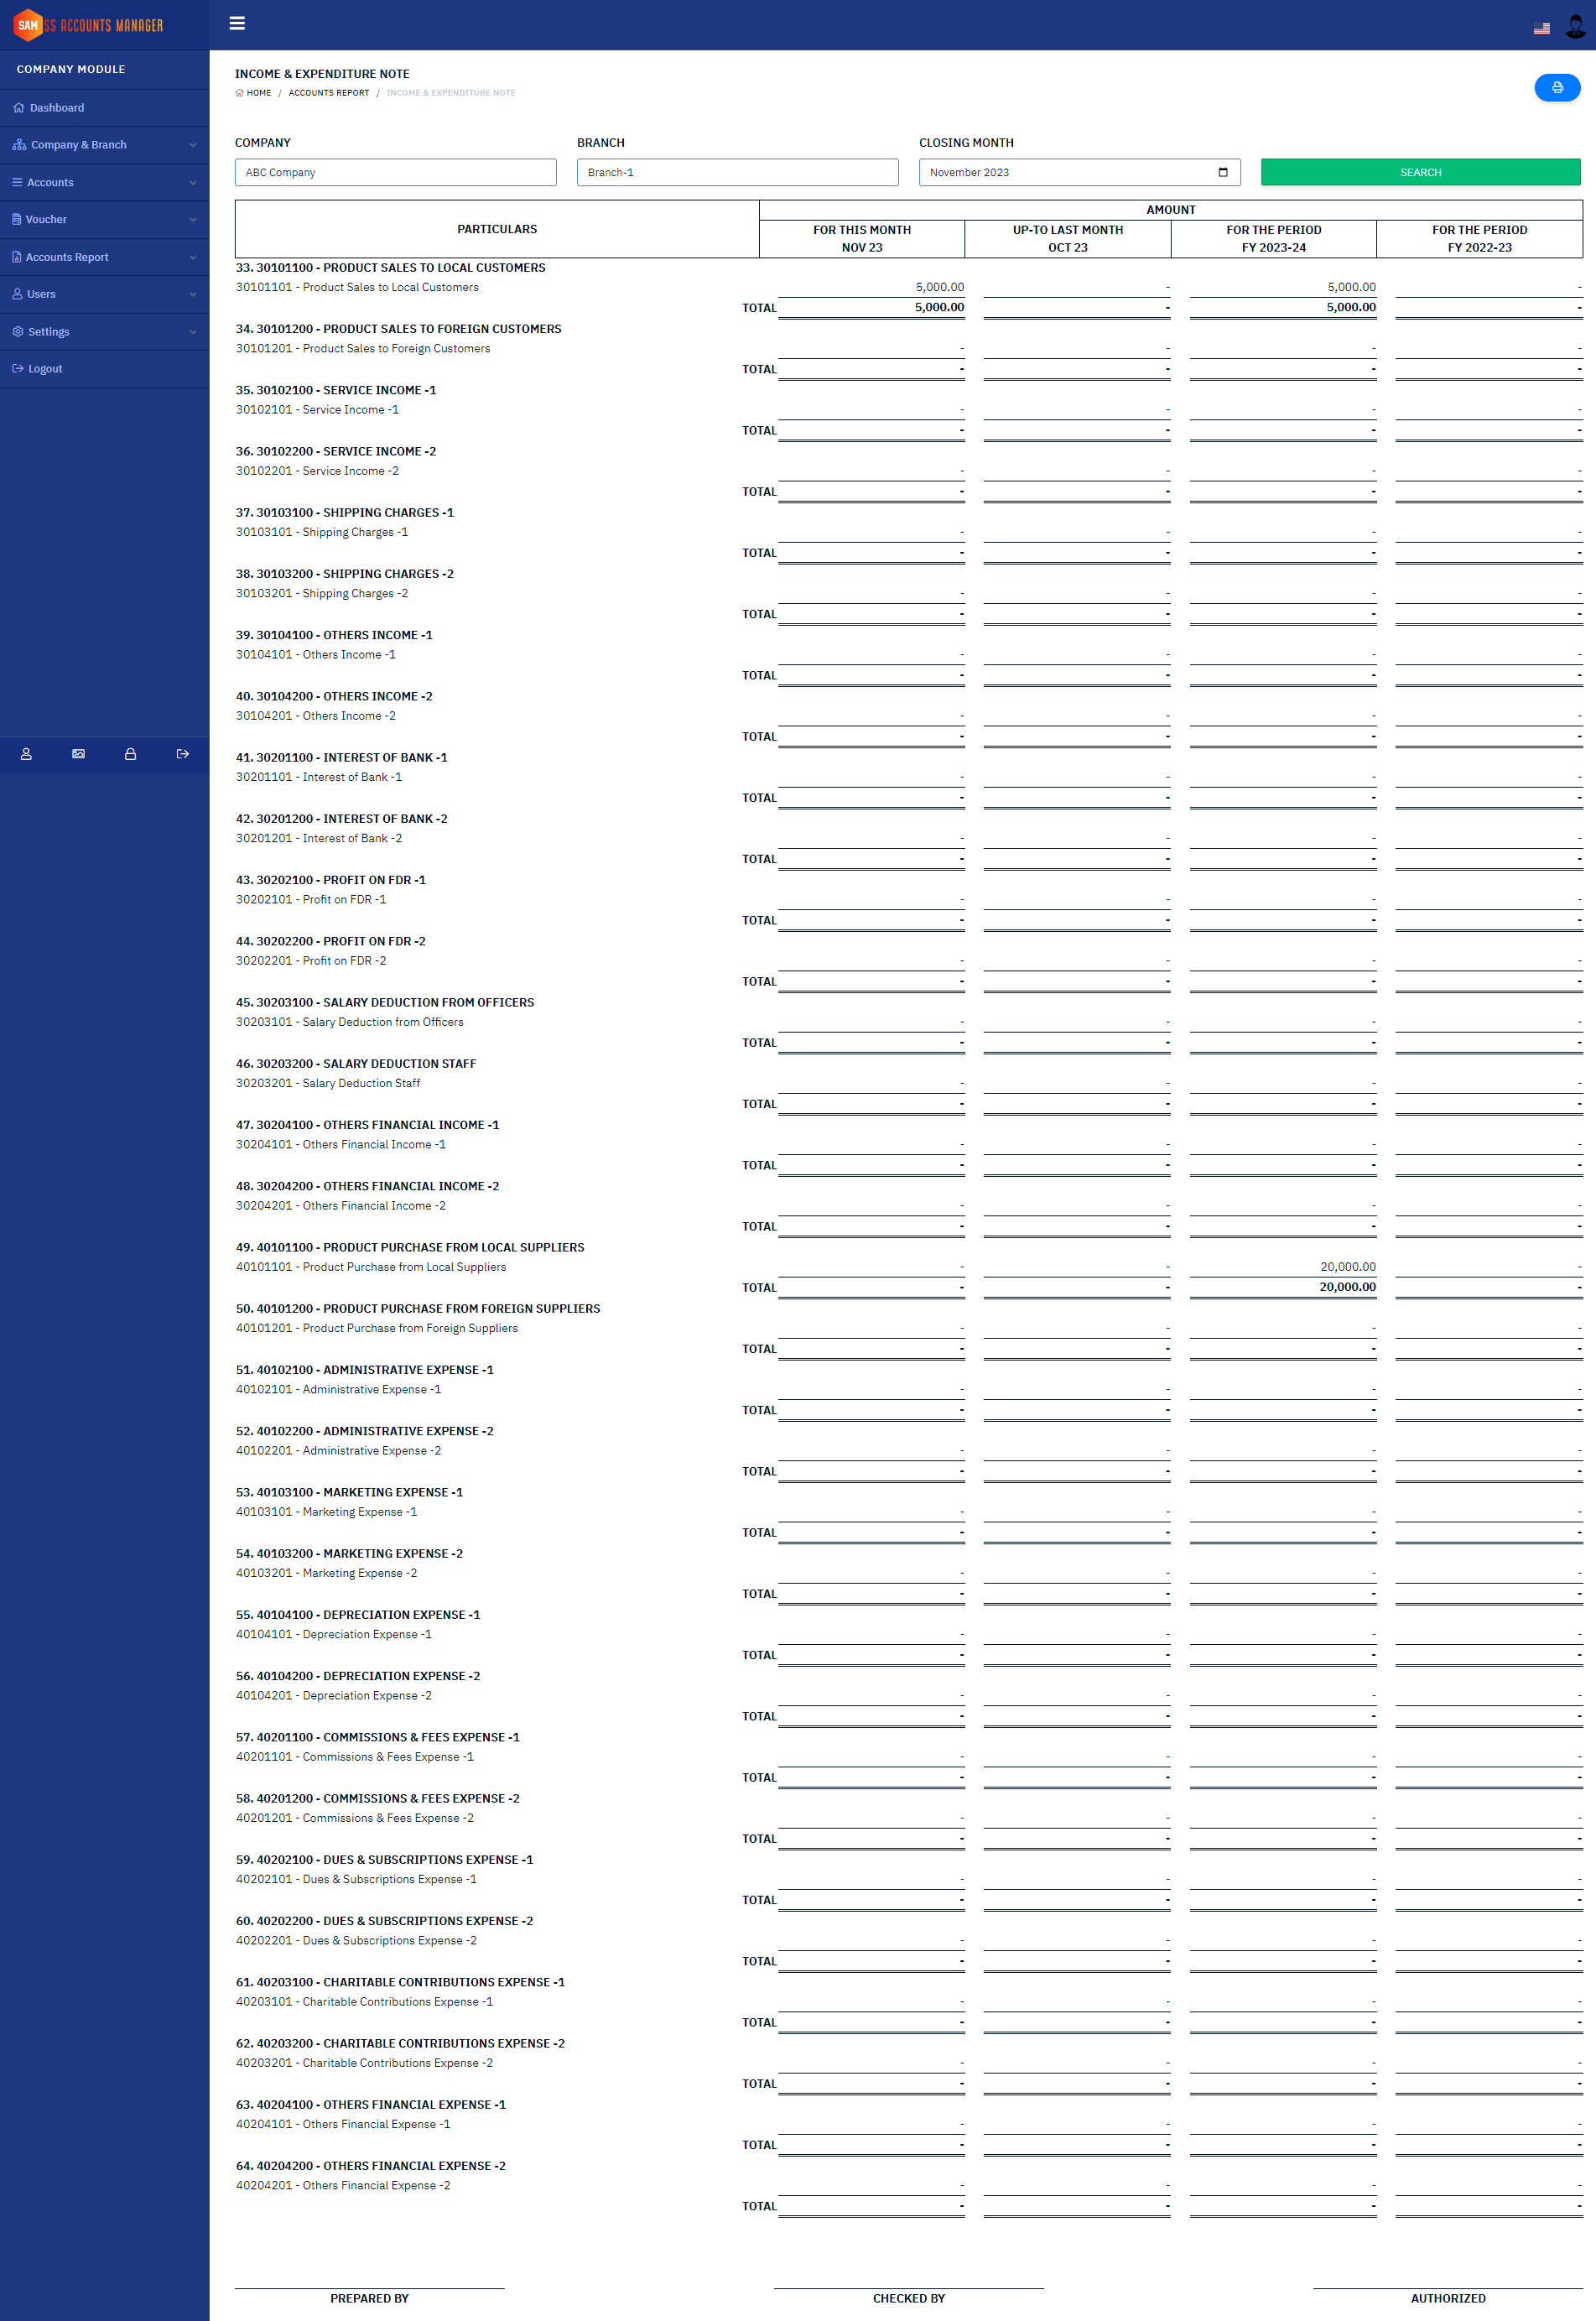 SAM SS ACCOUNTS MANAGER
COMPANY MODULE
Dashboard
Company & Branch
Accounts
Voucher
Accounts Report
Users
Settings
Logout
INCOME & EXPENDITURE NOTE
HOME / ACCOUNTS REPORT / INCOME & EXPENDITURE NOTE
COMPANY BRANCH CLOSING MONTH
ABC Company Branch-1 November 2023 SEARCH
AMOUNT
PARTICULARS
FOR THIS MONTH UP-TO LAST MONTH FOR THE PERIOD FOR THE PERIOD
NOV 23 OCT 23 FY 2023-24 FY 2022-23
33. 30101100 - PRODUCT SALES TO LOCAL CUSTOMERS
30101101 - Product Sales to Local Customers 5,000.00 - 5,000.00 -
TOTAL 5,000.00 - 5,000.00 -
34. 30101200 - PRODUCT SALES TO FOREIGN CUSTOMERS
30101201 - Product Sales to Foreign Customers - - - -
TOTAL - - - -
35. 30102100 - SERVICE INCOME -1
30102101 - Service Income -1 - - - -
TOTAL - - - -
36. 30102200 - SERVICE INCOME -2
30102201 - Service Income -2 - - - -
TOTAL - - - -
37. 30103100 - SHIPPING CHARGES -1
30103101 - Shipping Charges -1 - - - -
TOTAL - - - -
38. 30103200 - SHIPPING CHARGES -2
30103201 - Shipping Charges -2 - - - -
TOTAL - - - -
39. 30104100 - OTHERS INCOME -1
30104101 - Others Income -1 - - - -
TOTAL - - - -
40. 30104200 - OTHERS INCOME -2
30104201 - Others Income -2 - - - -
TOTAL - - - -
41. 30201100 - INTEREST OF BANK -1
30201101 - Interest of Bank -1 - - - -
TOTAL - - - -
42. 30201200 - INTEREST OF BANK -2
30201201 - Interest of Bank -2 - - - -
TOTAL - - - -
43. 30202100 - PROFIT ON FDR -1
30202101 - Profit on FDR -1 - - - -
TOTAL - - - -
44. 30202200 - PROFIT ON FDR -2
30202201 - Profit on FDR -2 - - - -
TOTAL - - - -
45. 30203100 - SALARY DEDUCTION FROM OFFICERS
30203101 - Salary Deduction from Officers - - - -
TOTAL - - - -
46. 30203200 - SALARY DEDUCTION STAFF
30203201 - Salary Deduction Staff - - - -
TOTAL - - - -
47. 30204100 - OTHERS FINANCIAL INCOME -1
30204101 - Others Financial Income -1 - - - -
TOTAL - - - -
48. 30204200 - OTHERS FINANCIAL INCOME -2
30204201 - Others Financial Income -2 - - - -
TOTAL - - - -
49. 40101100 - PRODUCT PURCHASE FROM LOCAL SUPPLIERS
40101101 - Product Purchase from Local Suppliers - - 20,000.00 -
TOTAL - - 20,000.00 -
50. 40101200 - PRODUCT PURCHASE FROM FOREIGN SUPPLIERS
40101201 - Product Purchase from Foreign Suppliers - - - -
TOTAL - - - -
51. 40102100 - ADMINISTRATIVE EXPENSE -1
40102101 - Administrative Expense -1 - - - -
TOTAL - - - -
52. 40102200 - ADMINISTRATIVE EXPENSE -2
40102201 - Administrative Expense -2 - - - -
TOTAL - - - -
53. 40103100 - MARKETING EXPENSE -1
40103101 - Marketing Expense -1 - - - -
TOTAL - - - -
54. 40103200 - MARKETING EXPENSE -2
40103201 - Marketing Expense -2 - - - -
TOTAL - - - -
55. 40104100 - DEPRECIATION EXPENSE -1
40104101 - Depreciation Expense -1 - - - -
TOTAL - - - -
56. 40104200 - DEPRECIATION EXPENSE -2
40104201 - Depreciation Expense -2 - - - -
TOTAL - - - -
57. 40201100 - COMMISSIONS & FEES EXPENSE -1
40201101 - Commissions & Fees Expense -1 - - - -
TOTAL - - - -
58. 40201200 - COMMISSIONS & FEES EXPENSE -2
40201201 - Commissions & Fees Expense -2 - - - -
TOTAL - - - -
59. 40202100 - DUES & SUBSCRIPTIONS EXPENSE -1
40202101 - Dues & Subscriptions Expense -1 - - - -
TOTAL - - - -
60. 40202200 - DUES & SUBSCRIPTIONS EXPENSE -2
40202201 - Dues & Subscriptions Expense -2 - - - -
TOTAL - - - -
61. 40203100 - CHARITABLE CONTRIBUTIONS EXPENSE -1
40203101 - Charitable Contributions Expense -1 - - - -
TOTAL - - - -
62. 40203200 - CHARITABLE CONTRIBUTIONS EXPENSE -2
40203201 - Charitable Contributions Expense -2 - - - -
TOTAL - - - -
63. 40204100 - OTHERS FINANCIAL EXPENSE -1
40204101 - Others Financial Expense -1 - - - -
TOTAL - - - -
64. 40204200 - OTHERS FINANCIAL EXPENSE -2
40204201 - Others Financial Expense -2 - - - -
TOTAL - - - -
PREPARED BY CHECKED BY AUTHORIZED